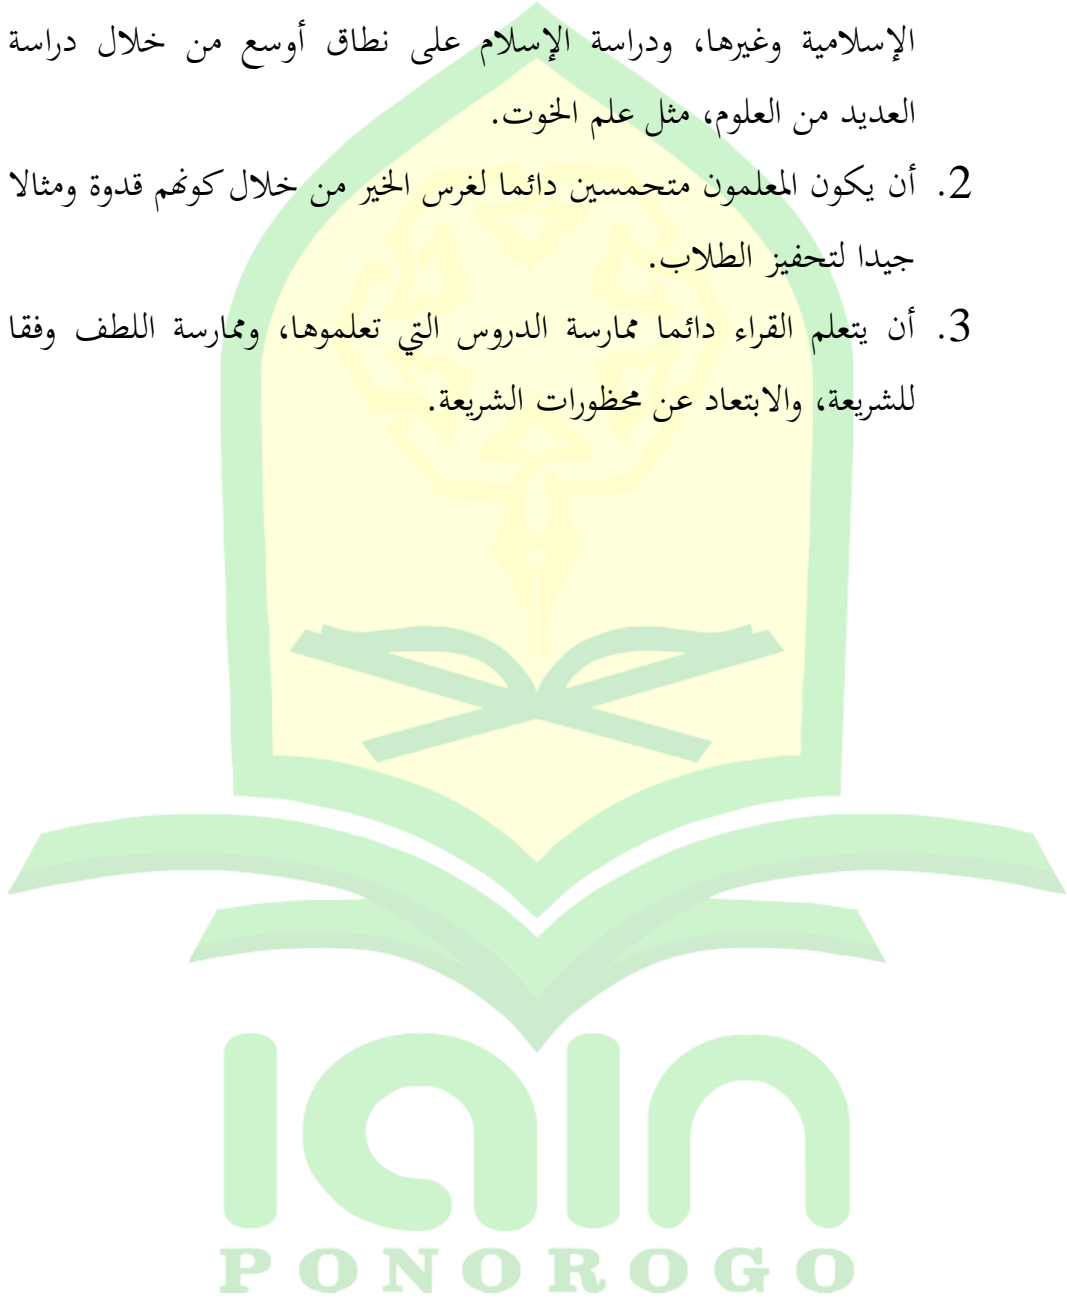 الإسلامية وغيرها، ودراسة الإسلام على نطاق أوسع من خلال دراسة
العديد من العلوم، مثل علم الخوت.
2. أن يكون المعلمون متحمسين دائما لغرس الخير من خلال كونهم قدوة ومثالا
جيدا لتحفيز الطلاب.
3. أن يتعلم القراء دائما ممارسة الدروس التي تعلموها، وممارسة اللطف وفقا
للشريعة، والابتعاد عن محظورات الشريعة.
iain
PONOROGO